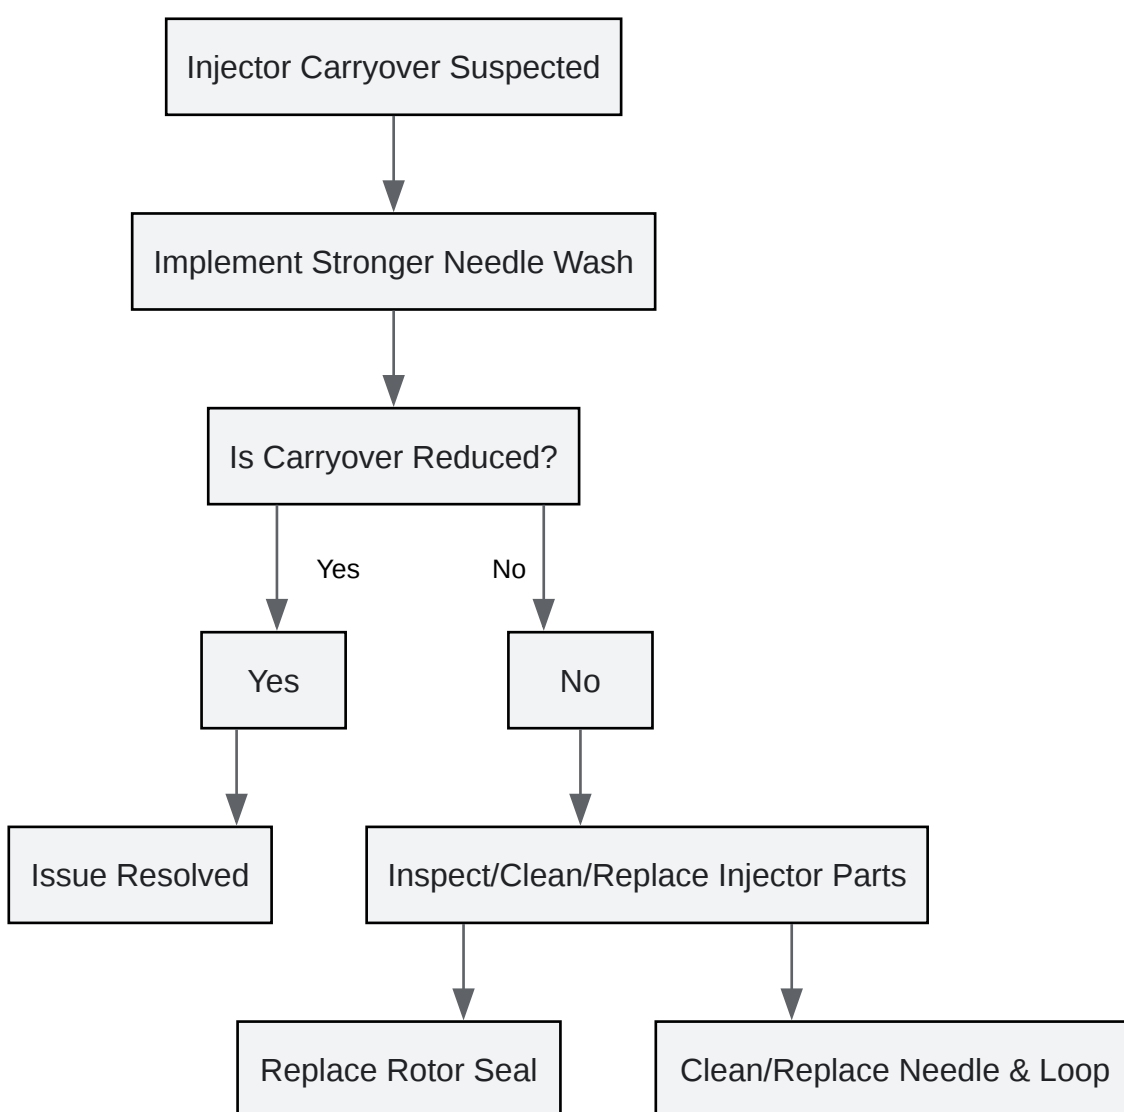 Injector Carryover Suspected
Implement Stronger Needle Wash
Is Carryover Reduced?
Yes
No
Yes
No
Issue Resolved
Inspect/Clean/Replace Injector Parts
Replace Rotor Seal
Clean/Replace Needle & Loop